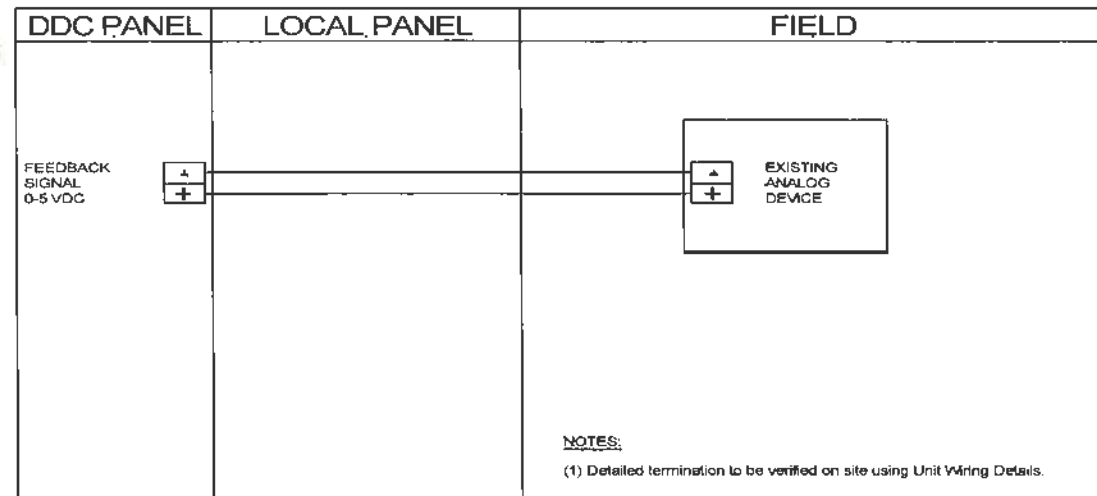 DDC PANEL
LOCAL PANEL
FIELD
FEEDBACK
SIGNAL
0-5 VDC
-
+
-
+
EXISTING
ANALOG
DEVICE
NOTES:
(1) Detailed termination to be verified on site using Unit Wiring Details.